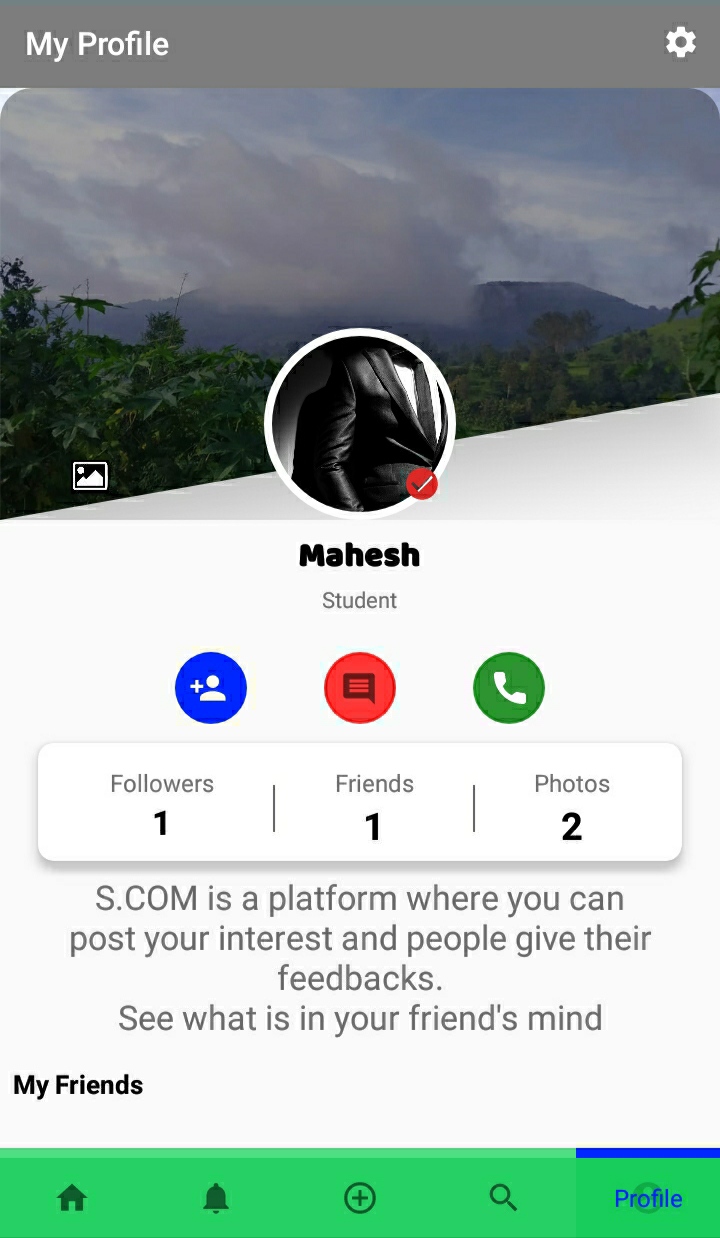 My Profile
Mahesh
Student
Followers
1
Friends
1
Photos
2
S.COM is a platform where you can
post your interest and people give their
feedbacks.
See what is in your friend's mind
My Friends
Profile